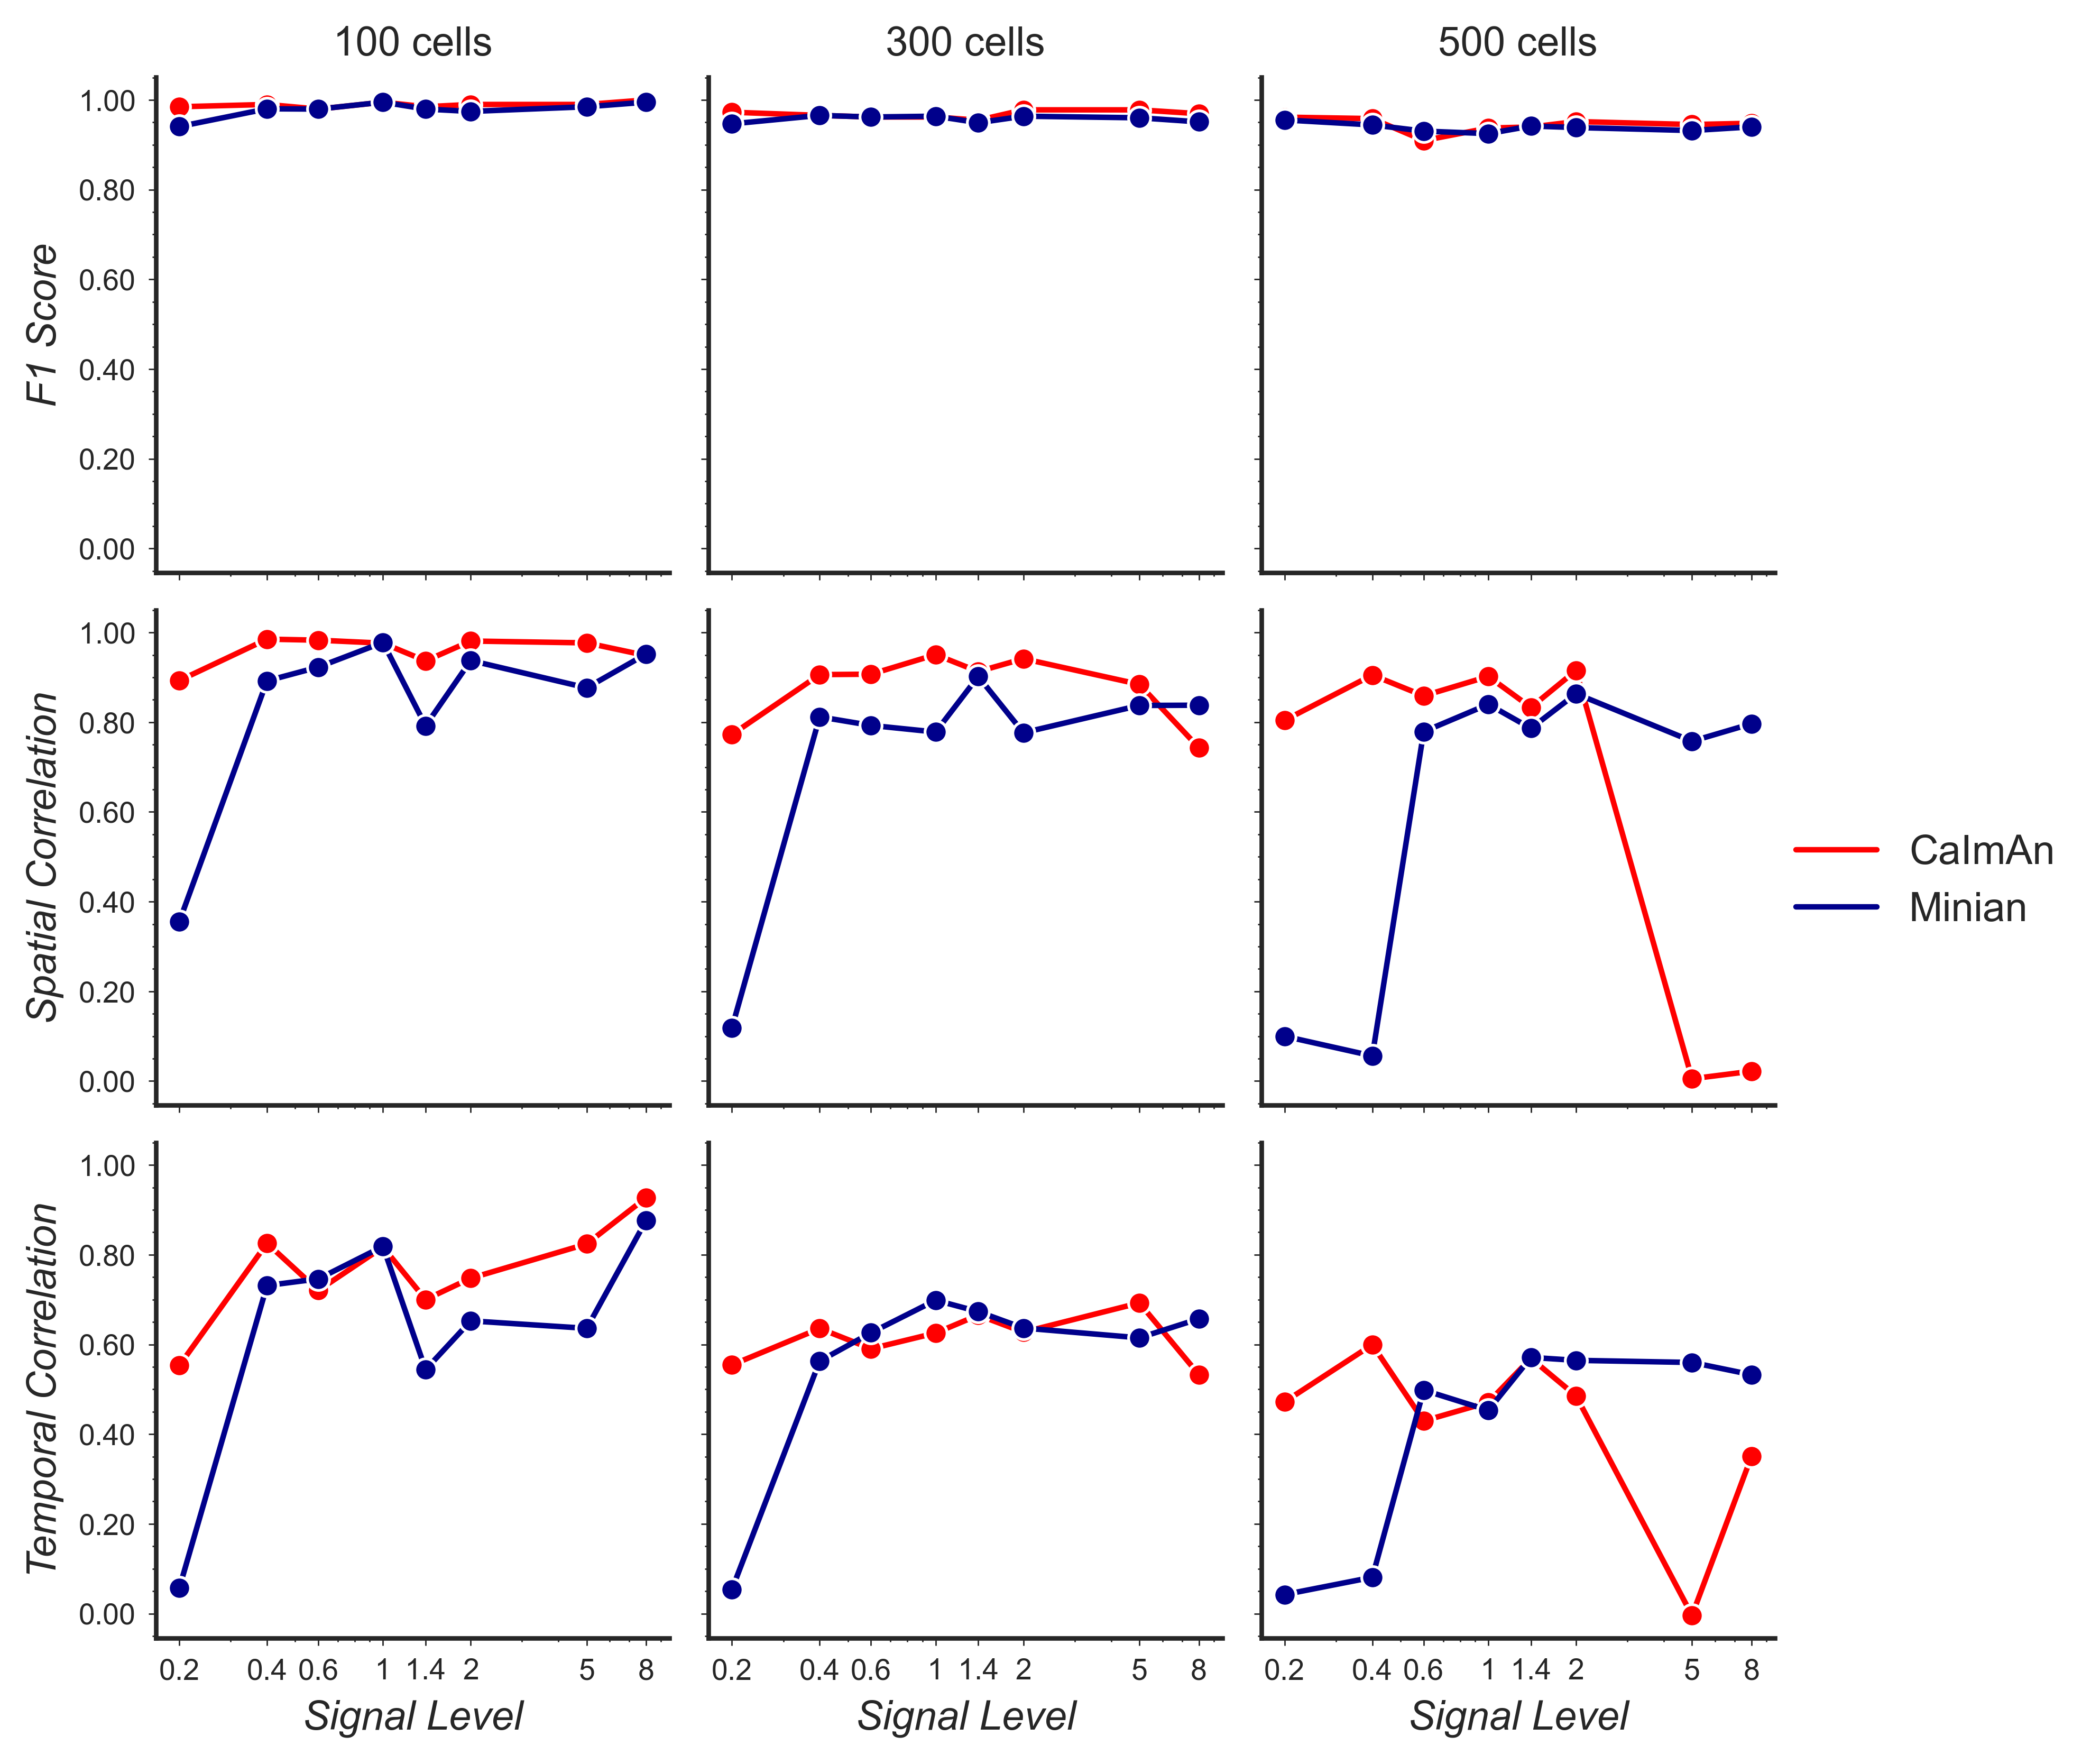 100 cells
300 cells
500 cells
F1 Score
1.00
0.80
0.60
0.40
0.20
0.00
Spatial Correlation
1.00
0.80
0.60
0.40
0.20
0.00
CaImAn
Minian
Temporal Correlation
1.00
0.80
0.60
0.40
0.20
0.00
0.2 0.4 0.6 1 1.4 2 5 8
0.2 0.4 0.6 1 1.4 2 5 8
0.2 0.4 0.6 1 1.4 2 5 8
Signal Level
Signal Level
Signal Level